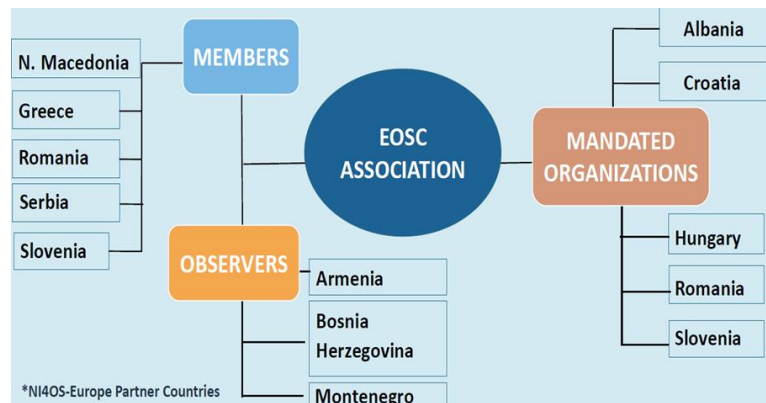 MEMBERS
N. Macedonia
Greece
Romania
Serbia
Slovenia
EOSC
ASSOCIATION
OBSERVERS
Armenia
Bosnia
Herzegovina
Montenegro
MANDATED
ORGANIZATIONS
Albania
Croatia
Hungary
Romania
Slovenia
*NI4OS-Europe Partner Countries